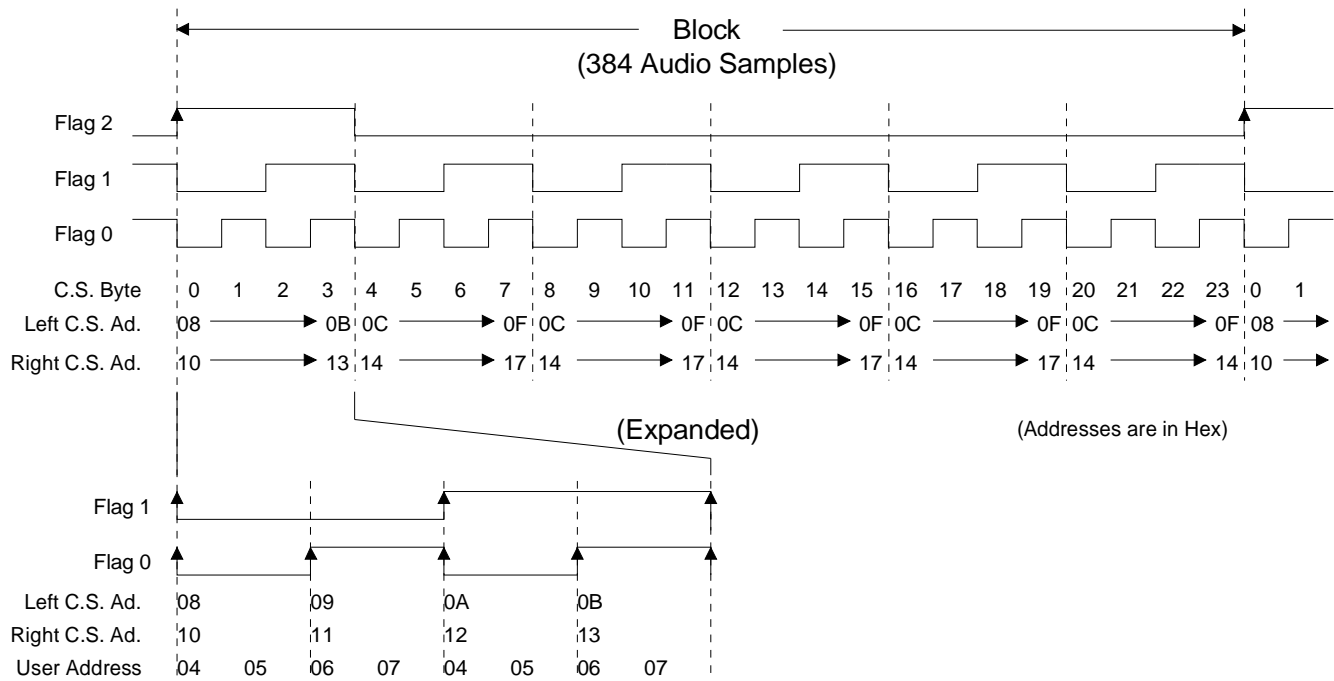 Block
(384 Audio Samples)
Flag 2
Flag 1
Flag 0
C.S. Byte 0 1 2 3 4 5 6 7 8 9 10 11 12 13 14 15 16 17 18 19 20 21 22 23 0 1
Left C.S. Ad. 08 0B 0C 0F 0C 0F 0C 0F 0C 0F 0C 0F 08
Right C.S. Ad. 10 13 14 17 14 17 14 17 14 17 14 14 10
(Expanded) (Addresses are in Hex)
Flag 1
Flag 0
Left C.S. Ad. 08 09 0A 0B
Right C.S. Ad. 10 11 12 13
User Address 04 05 06 07 04 05 06 07